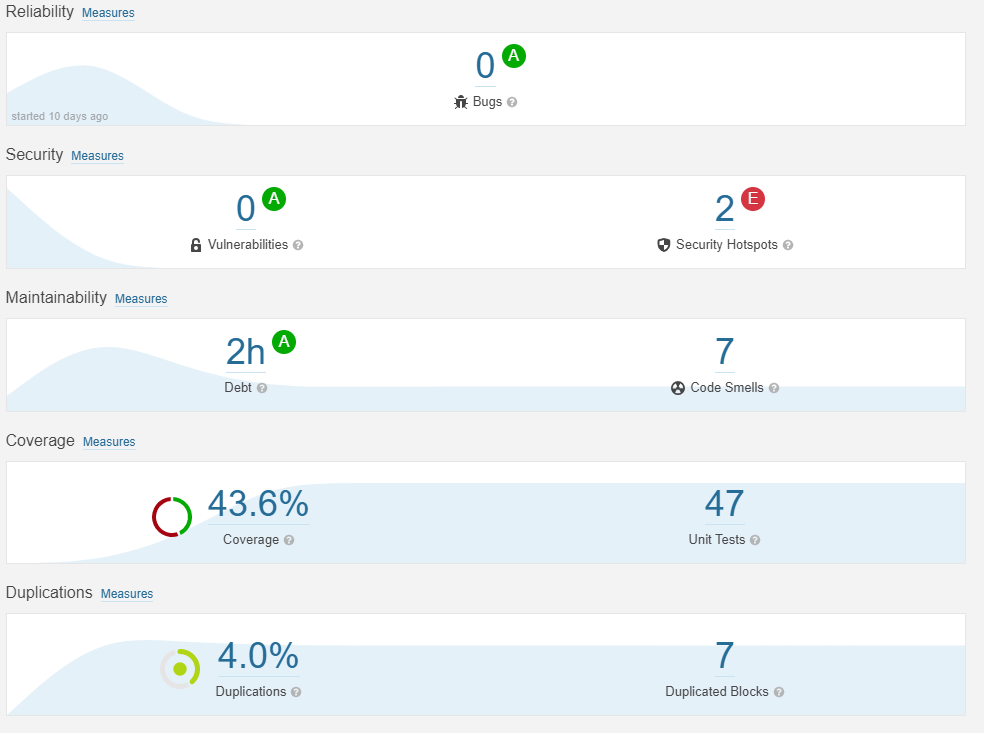 Reliability Measures
0 A
Bugs ?
started 10 days ago
Security Measures
0 A 2 E
Vulnerabilities ? Security Hotspots ?
Maintainability Measures
2h A 7
Debt ? Code Smells ?
Coverage Measures
43.6% 47
Coverage ? Unit Tests ?
Duplications Measures
4.0% 7
Duplications ? Duplicated Blocks ?